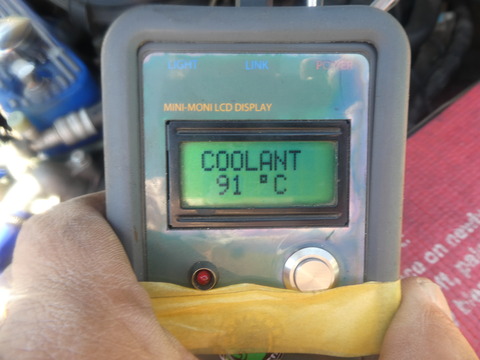 LIGHT LINK POWER
MINI-MONI LCD DISPLAY
COOLANT
91 °C